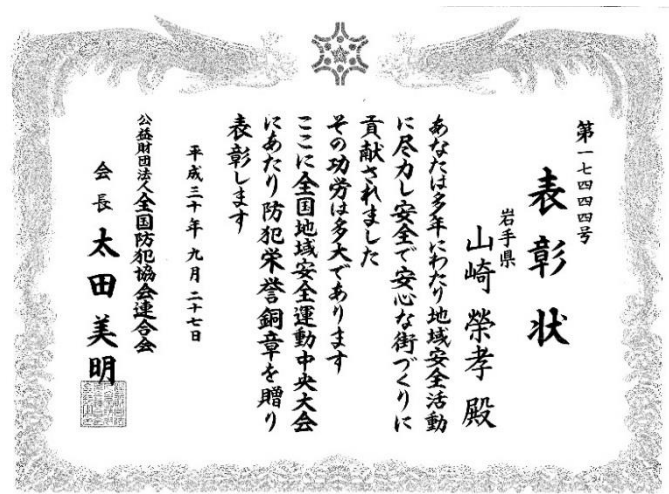 第一七四四四号
表彰状
岩手県
山崎榮孝殿
あなたは多年にわたり地域安全活動
に尽力し安全で安心な街づくりに
貢献されました
その功労は多大であります
ここに全国地域安全運動中央大会
にあたり防犯栄誉銅章を贈り
表彰します
平成三十年九月二十七日
公益財団法人全国防犯協会連合会
会長太田美明